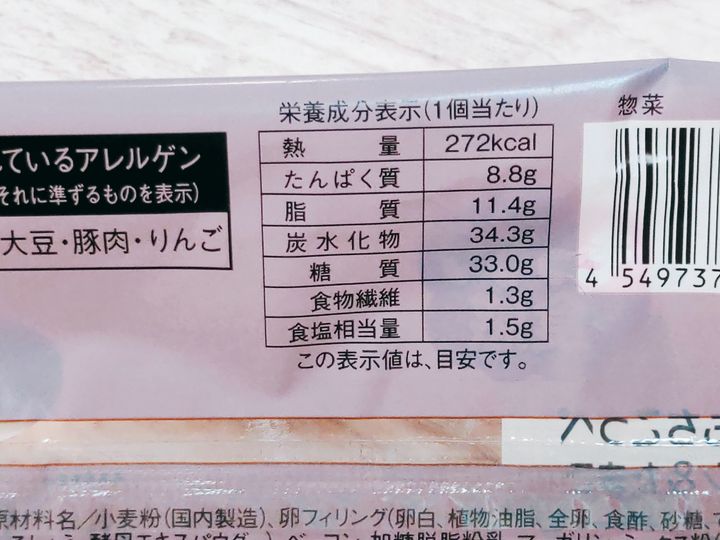 栄養成分表示(1個当たり)
熱量 272kcal
たんぱく質 8.8g
脂質 11.4g
炭水化物 34.3g
糖質 33.0g
食物繊維 1.3g
食塩相当量 1.5g
この表示値は、目安です。
惣菜
4 549737
ているアレルゲン
それに準ずるものを表示)
大豆・豚肉・りんご
原材料名/小麦粉(国内製造)、卵フィリング(卵白、植物油脂、全卵、食酢、砂糖、